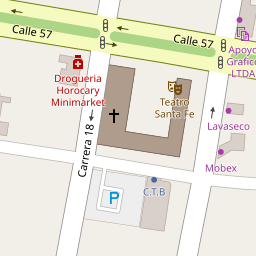 Calle 57
Calle 57
Apoyo
Grafico
LTDA
Drogueria
Horocary
Minimarket
Teatro
Santa Fe
Carrera 18
Lavaseco
Mobex
C.T.B
P